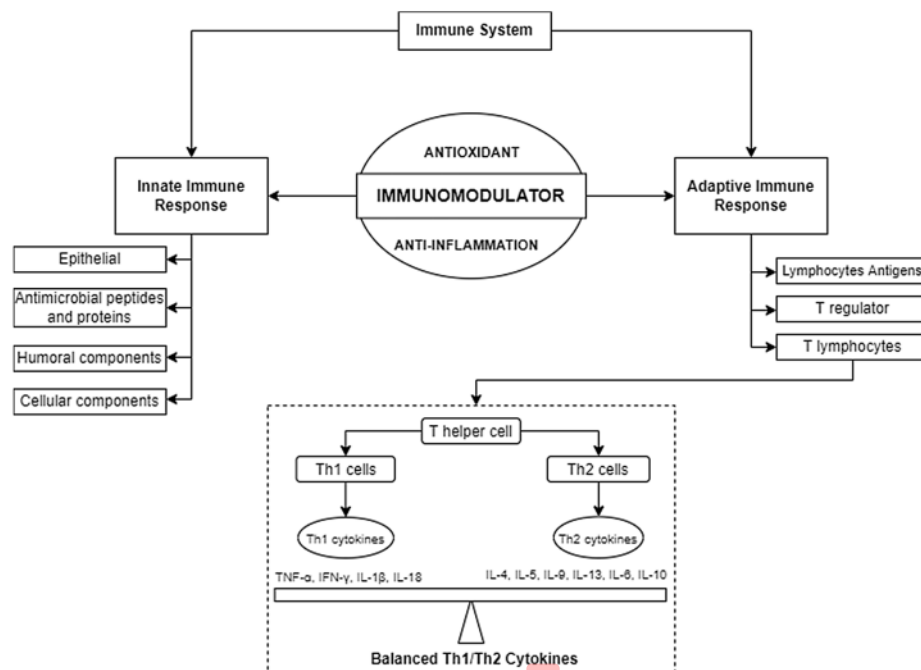 Immune System
ANTIOXIDANT
Innate Immune
Response
IMMUNOMODULATOR
Adaptive Immune
Response
ANTI-INFLAMMATION
Epithelial
Antimicrobial peptides
and proteins
Humoral components
Cellular components
Lymphocytes Antigens
T regulator
T lymphocytes
T helper cell
Th1 cells
Th2 cells
Th1 cytokines
Th2 cytokines
TNF-α, IFN-γ, IL-1β, IL-18
IL-4, IL-5, IL-9, IL-13, IL-6, IL-10
Balanced Th1/Th2 Cytokines